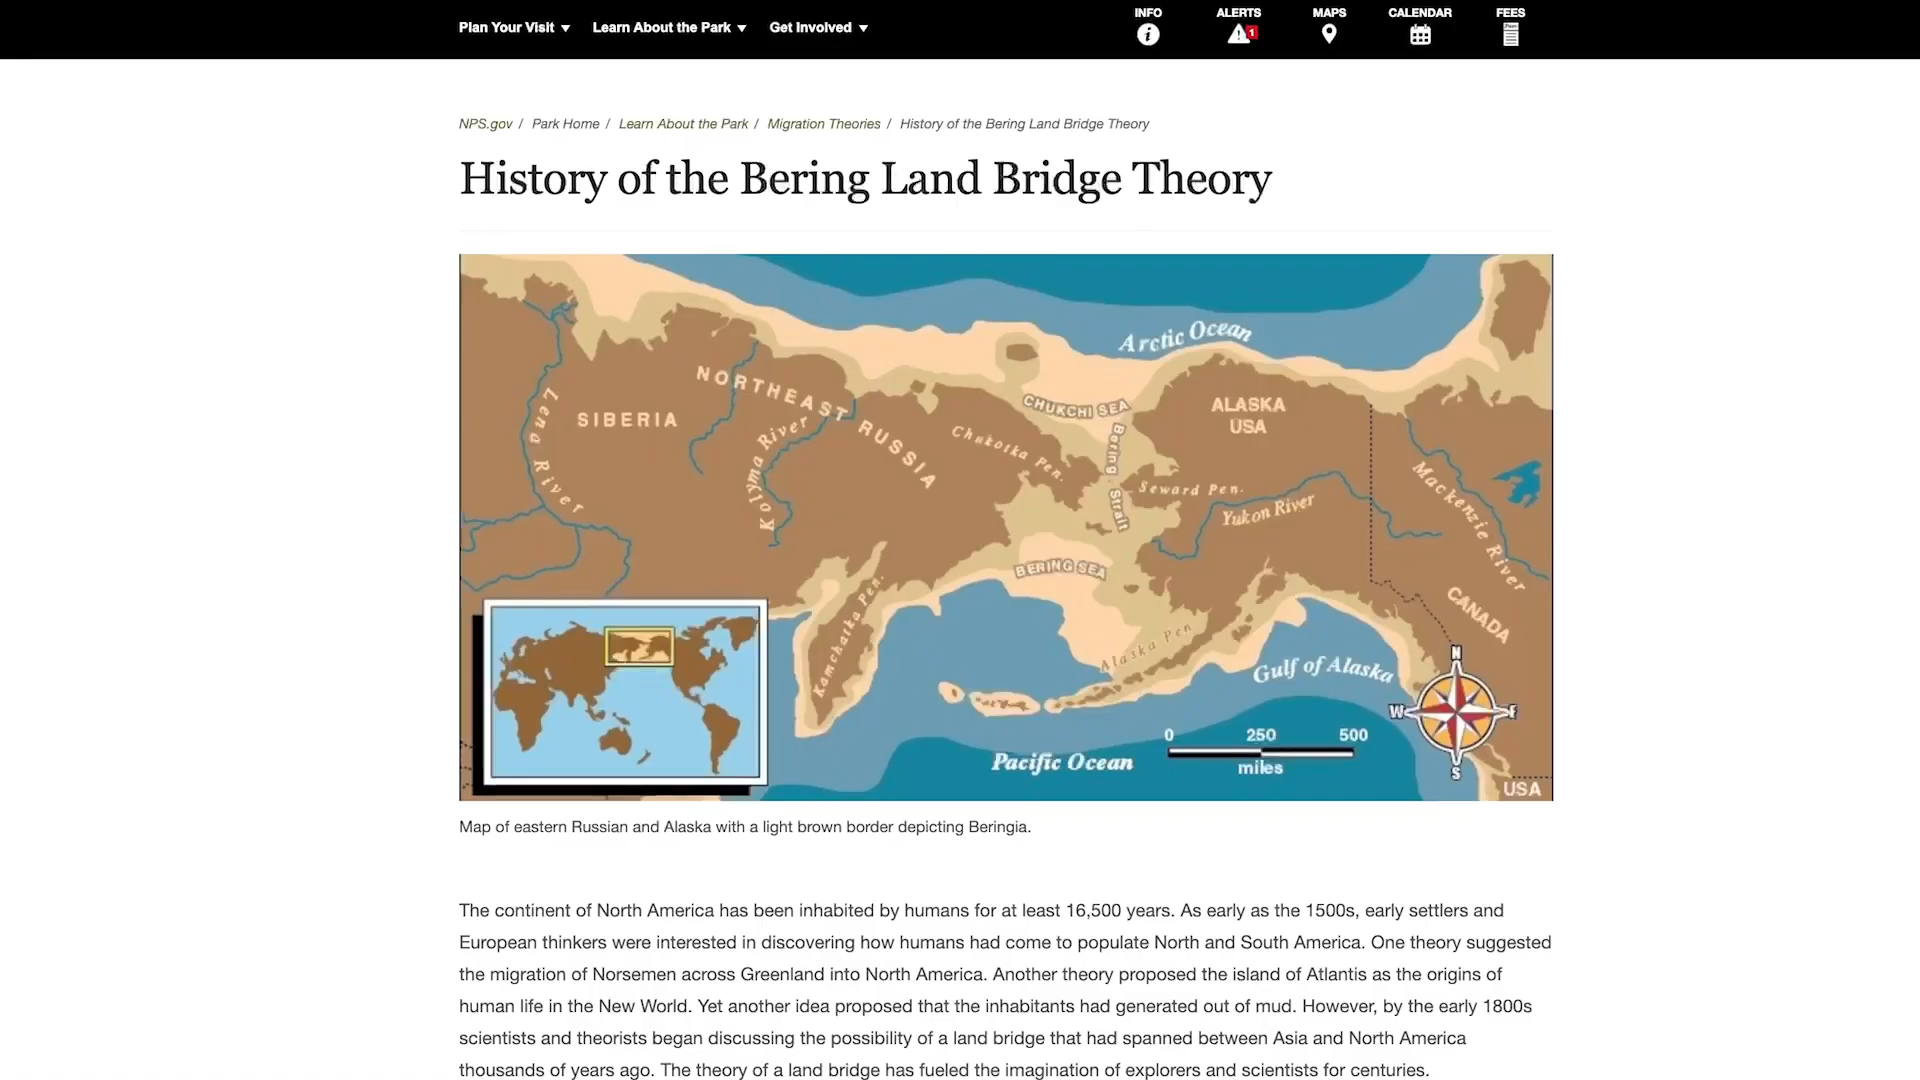 Plan Your Visit Learn About the Park Get Involved INFO ALERTS MAPS CALENDAR FEES
1
NPS.gov / Park Home / Learn About the Park / Migration Theories / History of the Bering Land Bridge Theory
History of the Bering Land Bridge Theory
Arctic Ocean
NORTHEAST RUSSIA
SIBERIA
Lena River
Kolyma River
CHUKCHI SEA
Chukotka Pen.
Bering Strait
ALASKA
USA
Seward Pen.
Yukon River
Mackenzie River
BERING SEA
Kamchatka Pen.
CANADA
Alaska Pen.
Gulf of Alaska
N
W E
S
0 250 500
miles
Pacific Ocean
USA
Map of eastern Russian and Alaska with a light brown border depicting Beringia.
The continent of North America has been inhabited by humans for at least 16,500 years. As early as the 1500s, early settlers and
European thinkers were interested in discovering how humans had come to populate North and South America. One theory suggested
the migration of Norsemen across Greenland into North America. Another theory proposed the island of Atlantis as the origins of
human life in the New World. Yet another idea proposed that the inhabitants had generated out of mud. However, by the early 1800s
scientists and theorists began discussing the possibility of a land bridge that had spanned between Asia and North America
thousands of years ago. The theory of a land bridge has fueled the imagination of explorers and scientists for centuries.